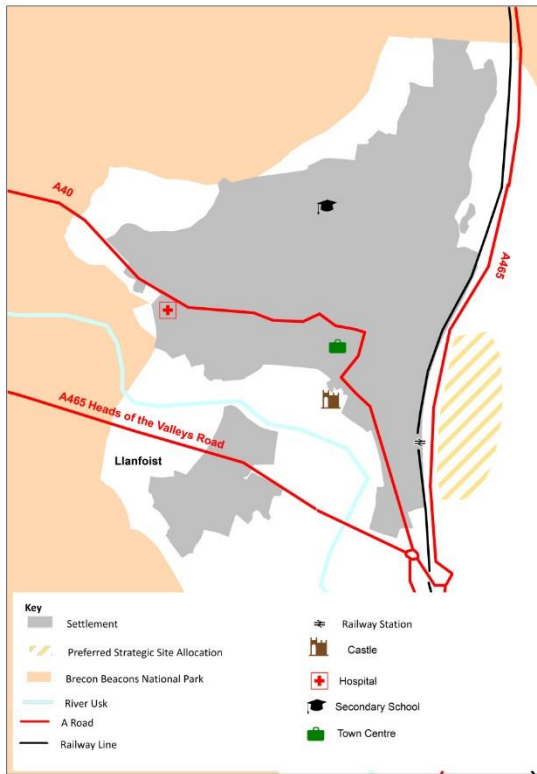 A40
A465
A465 Heads of the Valleys Road
Llanfoist
Key
Settlement
Preferred Strategic Site Allocation
Brecon Beacons National Park
River Usk
A Road
Railway Line
Railway Station
Castle
Hospital
Secondary School
Town Centre